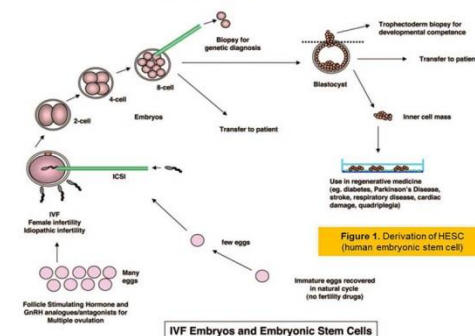 Biopsy for
genetic diagnosis
Trophectoderm biopsy for
developmental competence
4-cell
8-cell
2-cell
Embryos
Blastocyst
Transfer to patient
Transfer to patient
Inner cell mass
ICSI
IVF
Female infertility
Idiopathic infertility
Use in regenerative medicine
(eg. diabetes, Parkinson's Disease,
stroke, respiratory disease, cardiac
damage, quadriplegia)
Figure 1. Derivation of HESC
(human embryonic stem cell)
few eggs
Many
eggs
Immature eggs recovered
in natural cycle
(no fertility drugs)
Follicle Stimulating Hormone and
GnRH analogues/antagonists for
Multiple ovulation
IVF Embryos and Embryonic Stem Cells